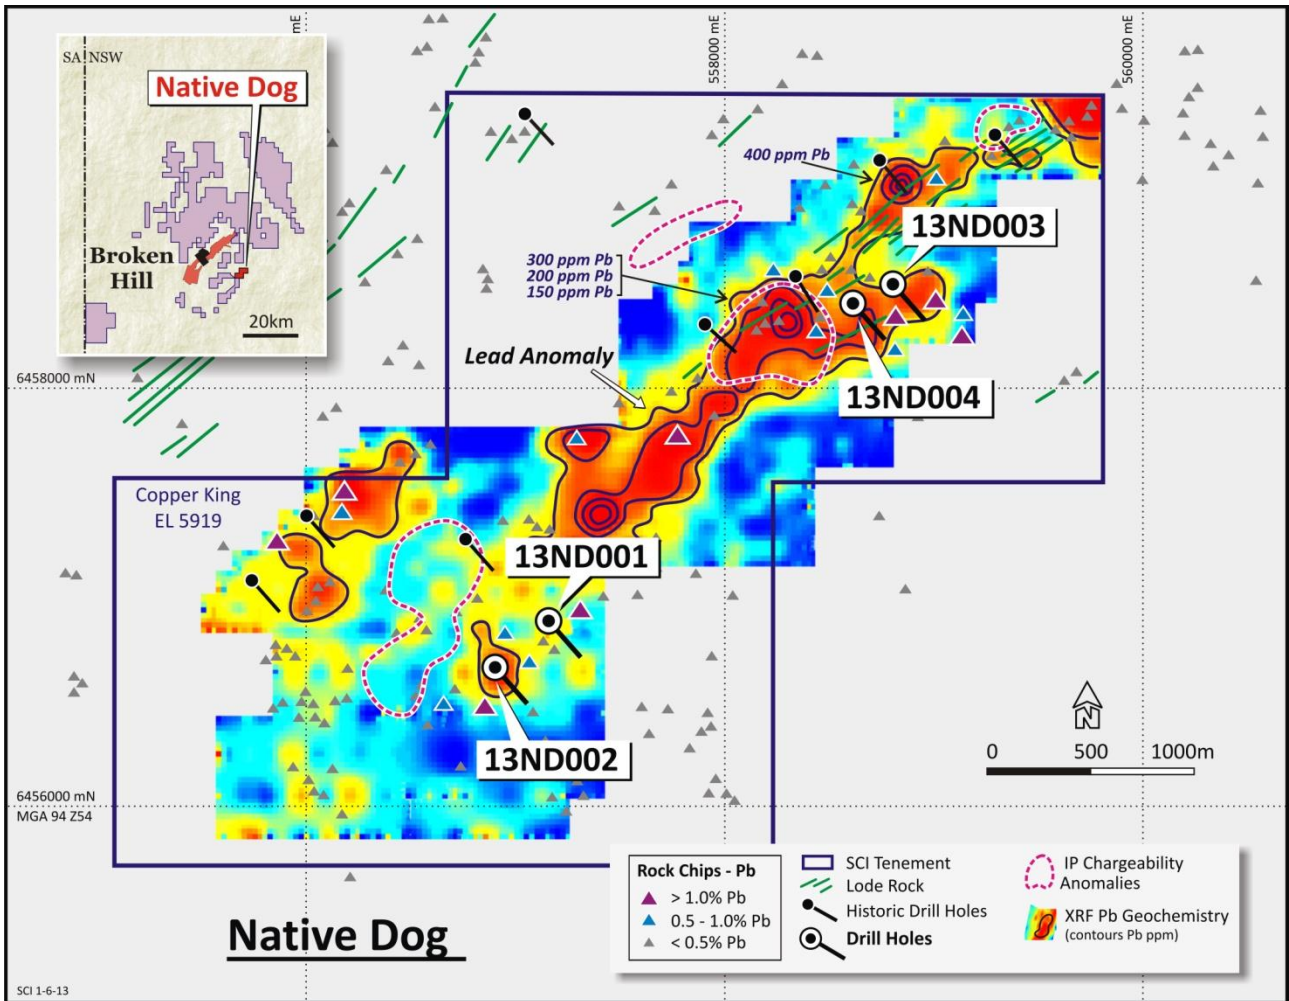 mE
558000 mE
560000 mE
SA NSW
Native Dog
Broken
Hill
20km
400 ppm Pb
13ND003
300 ppm Pb
200 ppm Pb
150 ppm Pb
Lead Anomaly
6458000 mN
13ND004
Copper King
EL 5919
13ND001
13ND002
N
0 500 1000m
6456000 mN
MGA 94 Z54
Rock Chips - Pb
> 1.0% Pb
0.5 - 1.0% Pb
< 0.5% Pb
SCI Tenement
Lode Rock
Historic Drill Holes
Drill Holes
IP Chargeability
Anomalies
XRF Pb Geochemistry
(contours Pb ppm)
Native Dog
SCI 1-6-13